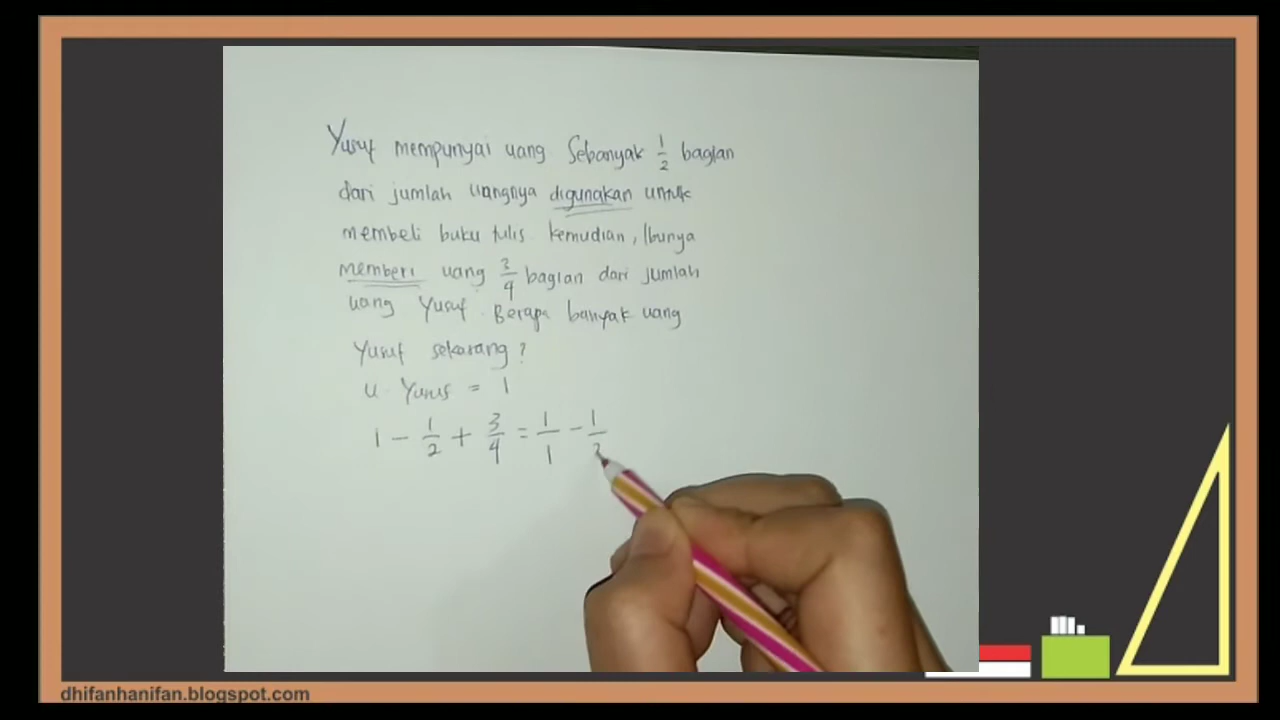 Yusuf mempunyai uang Sebanyak 1/2 bagian
dari jumlah uangnya digunakan untuk
membeli buku tulis. kemudian, Ibunya
memberi uang 3/4 bagian dari jumlah
uang Yusuf. Berapa banyak uang
Yusuf sekarang?
u. Yusuf = 1
1 - 1/2 + 3/4 = 1/1 - 1/2
dhifanhanifan.blogspot.com